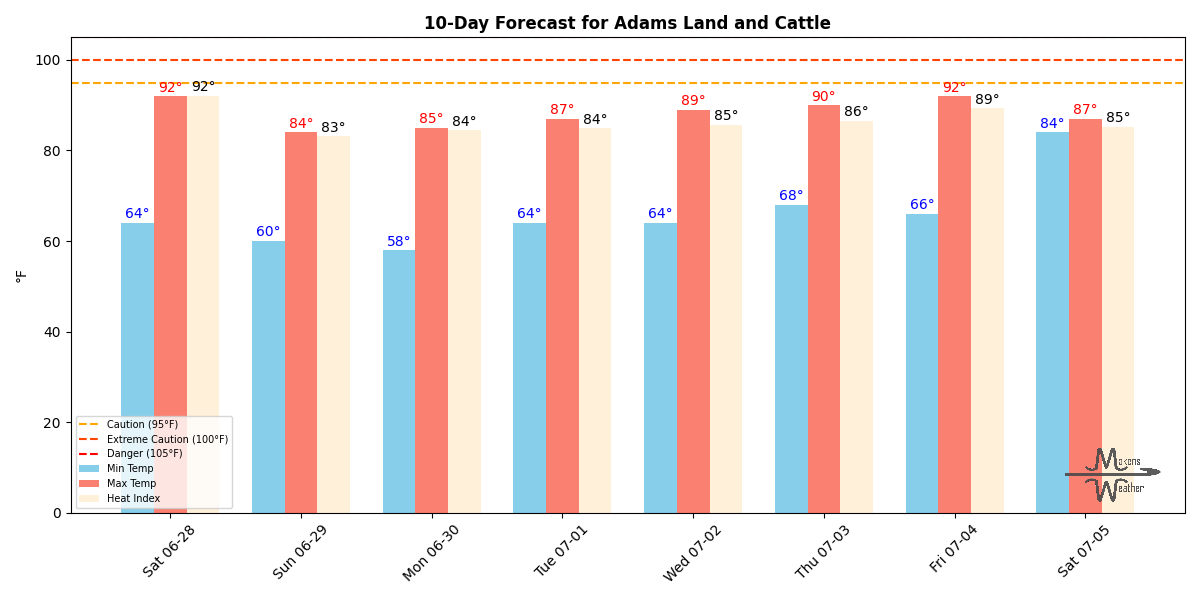 10-Day Forecast for Adams Land and Cattle
°F
100
80
60
40
20
0
64° 92° 92°
60° 84° 83°
58° 85° 84°
64° 87° 84°
64° 89° 85°
68° 90° 86°
66° 92° 89°
84° 87° 85°
Caution (95°F)
Extreme Caution (100°F)
Danger (105°F)
Min Temp
Max Temp
Heat Index
akens
eather
Sat 06-28
Sun 06-29
Mon 06-30
Tue 07-01
Wed 07-02
Thu 07-03
Fri 07-04
Sat 07-05